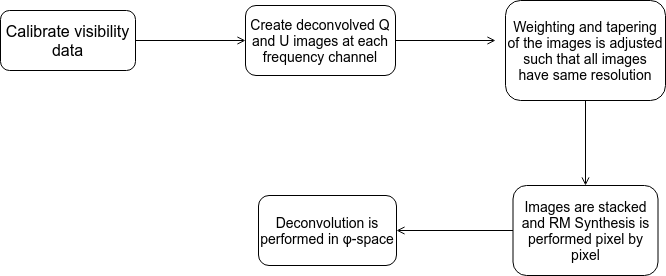 Calibrate visibility
data
Create deconvolved Q
and U images at each
frequency channel
Weighting and tapering
of the images is adjusted
such that all images
have same resolution
Images are stacked
and RM Synthesis is
performed pixel by
pixel
Deconvolution is
performed in φ-space